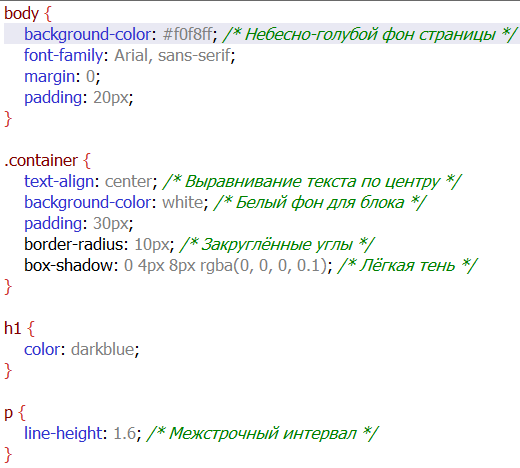 body {
background-color: #f0f8ff; /* Небесно-голубой фон страницы */
font-family: Arial, sans-serif;
margin: 0;
padding: 20px;
}
.container {
text-align: center; /* Выравнивание текста по центру */
background-color: white; /* Белый фон для блока */
padding: 30px;
border-radius: 10px; /* Закруглённые углы */
box-shadow: 0 4px 8px rgba(0, 0, 0, 0.1); /* Лёгкая тень */
}
h1 {
color: darkblue;
}
p {
line-height: 1.6; /* Межстрочный интервал */
}